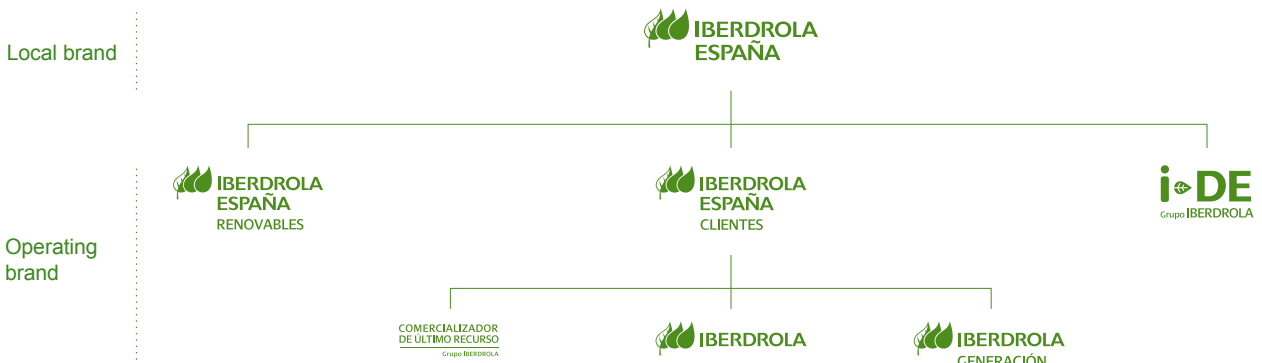 Local brand
IBERDROLA
ESPAÑA
IBERDROLA
ESPAÑA
RENOVABLES
IBERDROLA
ESPAÑA
CLIENTES
i DE
Grupo IBERDROLA
Operating
brand
COMERCIALIZADOR
DE ÚLTIMO RECURSO
Grupo IBERDROLA
IBERDROLA
IBERDROLA
GENERACIÓN